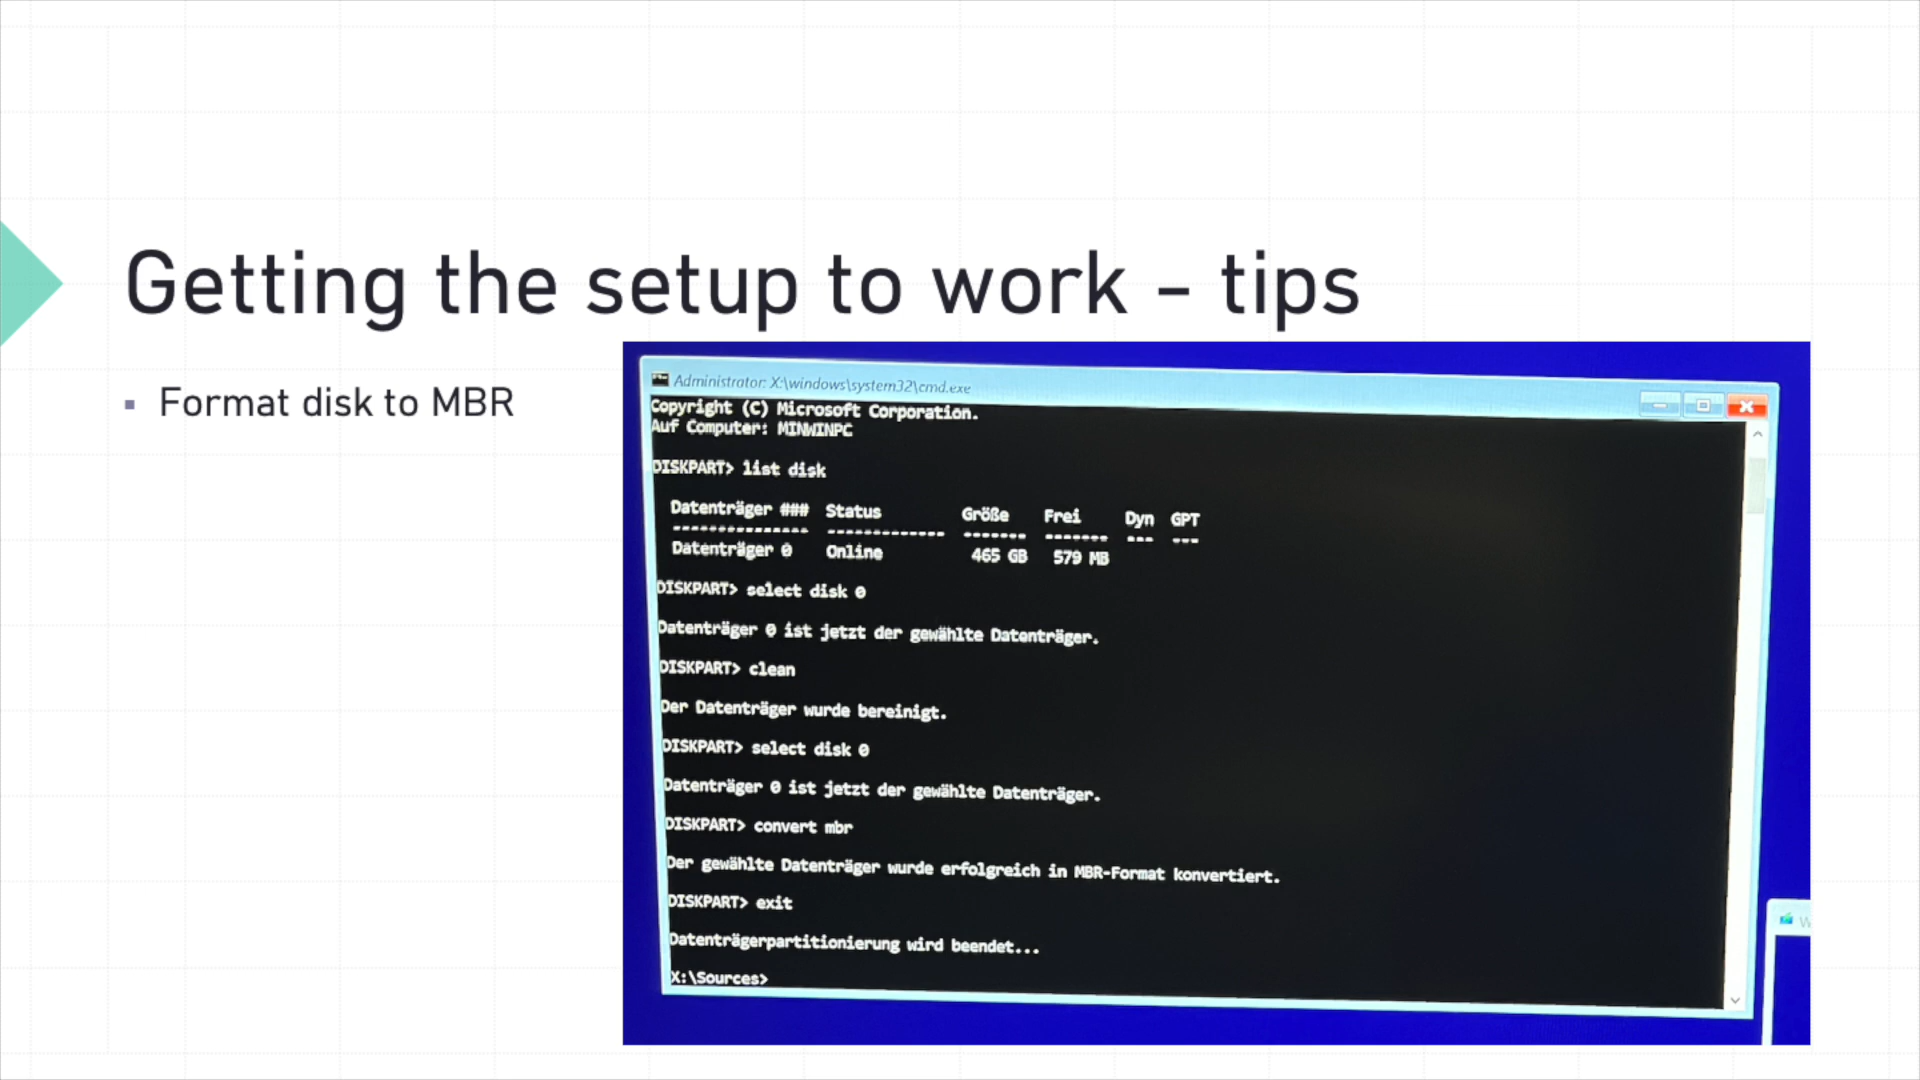 Getting the setup to work - tips
▪ Format disk to MBR
Administrator: X:\windows\system32\cmd.exe
Copyright (C) Microsoft Corporation.
Auf Computer: MINWINPC
DISKPART> list disk
Datenträger ### Status Größe Frei Dyn GPT
--------------- ------------- ------- ------- --- ---
Datenträger 0 Online 465 GB 579 MB
DISKPART> select disk 0
Datenträger 0 ist jetzt der gewählte Datenträger.
DISKPART> clean
Der Datenträger wurde bereinigt.
DISKPART> select disk 0
Datenträger 0 ist jetzt der gewählte Datenträger.
DISKPART> convert mbr
Der gewählte Datenträger wurde erfolgreich in MBR-Format konvertiert.
DISKPART> exit
Datenträgerpartitionierung wird beendet...
X:\Sources>
W